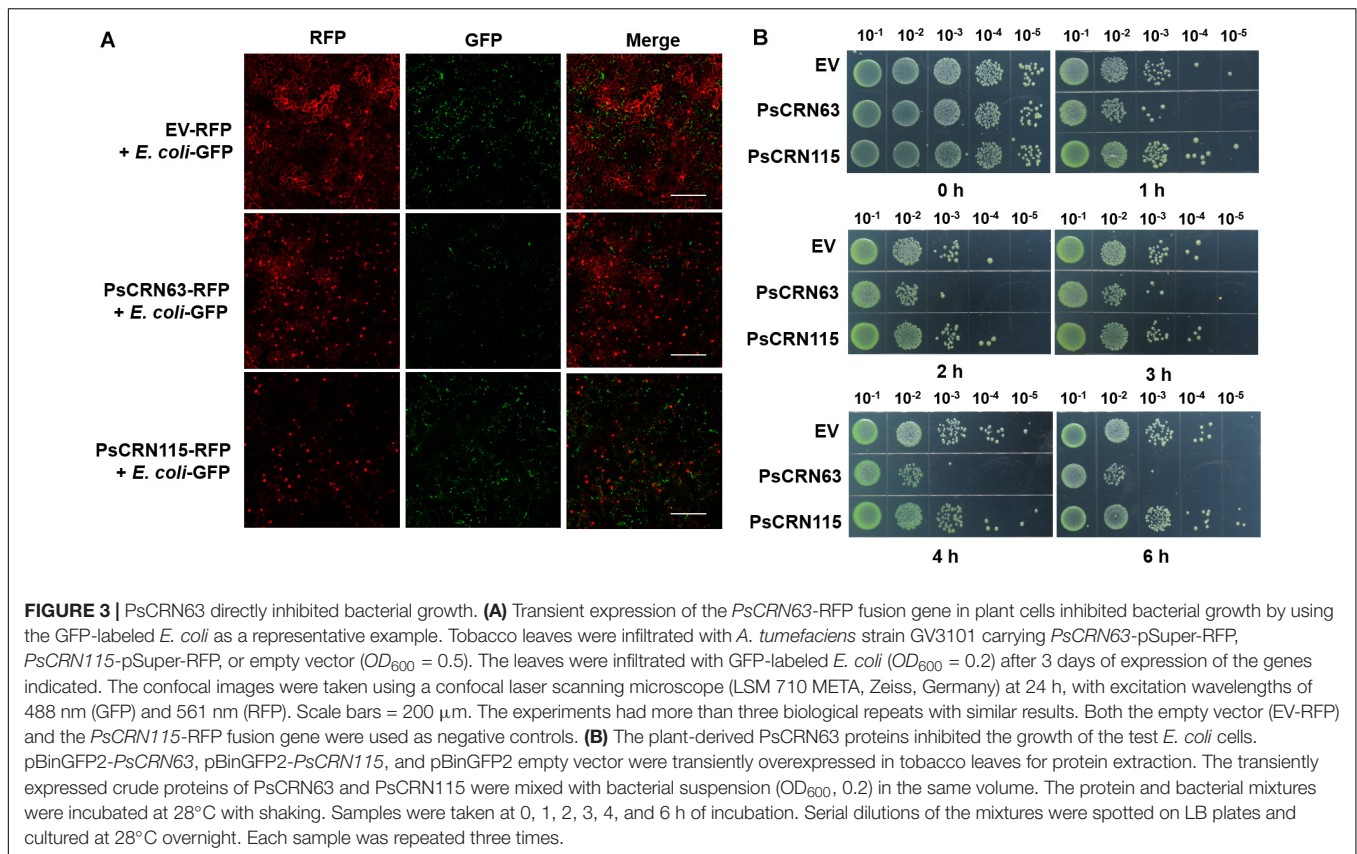 A
RFP
GFP
Merge
EV-RFP
+ E. coli-GFP
PsCRN63-RFP
+ E. coli-GFP
PsCRN115-RFP
+ E. coli-GFP
B
10⁻¹ 10⁻² 10⁻³ 10⁻⁴ 10⁻⁵
10⁻¹ 10⁻² 10⁻³ 10⁻⁴ 10⁻⁵
EV
PsCRN63
PsCRN115
0 h
1 h
10⁻¹ 10⁻² 10⁻³ 10⁻⁴ 10⁻⁵
10⁻¹ 10⁻² 10⁻³ 10⁻⁴ 10⁻⁵
EV
PsCRN63
PsCRN115
2 h
3 h
10⁻¹ 10⁻² 10⁻³ 10⁻⁴ 10⁻⁵
10⁻¹ 10⁻² 10⁻³ 10⁻⁴ 10⁻⁵
EV
PsCRN63
PsCRN115
4 h
6 h
FIGURE 3 | PsCRN63 directly inhibited bacterial growth. (A) Transient expression of the PsCRN63-RFP fusion gene in plant cells inhibited bacterial growth by using
the GFP-labeled E. coli as a representative example. Tobacco leaves were infiltrated with A. tumefaciens strain GV3101 carrying PsCRN63-pSuper-RFP,
PsCRN115-pSuper-RFP, or empty vector (OD₆₀₀ = 0.5). The leaves were infiltrated with GFP-labeled E. coli (OD₆₀₀ = 0.2) after 3 days of expression of the genes
indicated. The confocal images were taken using a confocal laser scanning microscope (LSM 710 META, Zeiss, Germany) at 24 h, with excitation wavelengths of
488 nm (GFP) and 561 nm (RFP). Scale bars = 200 μm. The experiments had more than three biological repeats with similar results. Both the empty vector (EV-RFP)
and the PsCRN115-RFP fusion gene were used as negative controls. (B) The plant-derived PsCRN63 proteins inhibited the growth of the test E. coli cells.
pBinGFP2-PsCRN63, pBinGFP2-PsCRN115, and pBinGFP2 empty vector were transiently overexpressed in tobacco leaves for protein extraction. The transiently
expressed crude proteins of PsCRN63 and PsCRN115 were mixed with bacterial suspension (OD₆₀₀, 0.2) in the same volume. The protein and bacterial mixtures
were incubated at 28°C with shaking. Samples were taken at 0, 1, 2, 3, 4, and 6 h of incubation. Serial dilutions of the mixtures were spotted on LB plates and
cultured at 28°C overnight. Each sample was repeated three times.